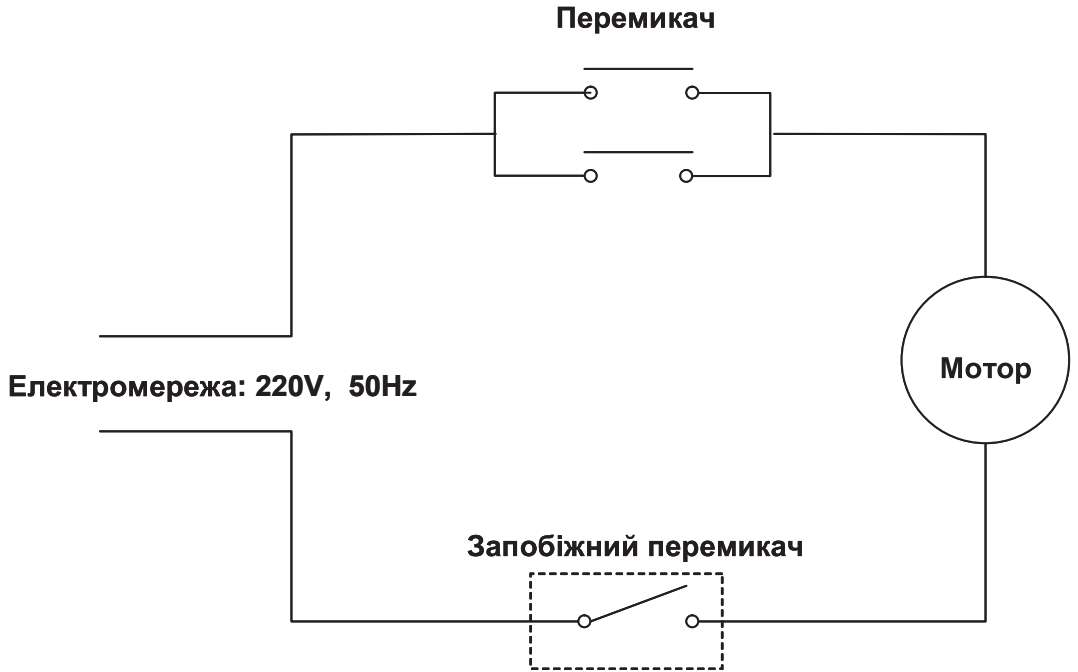 Перемикач
Електромережа: 220V, 50Hz
Мотор
Запобіжний перемикач